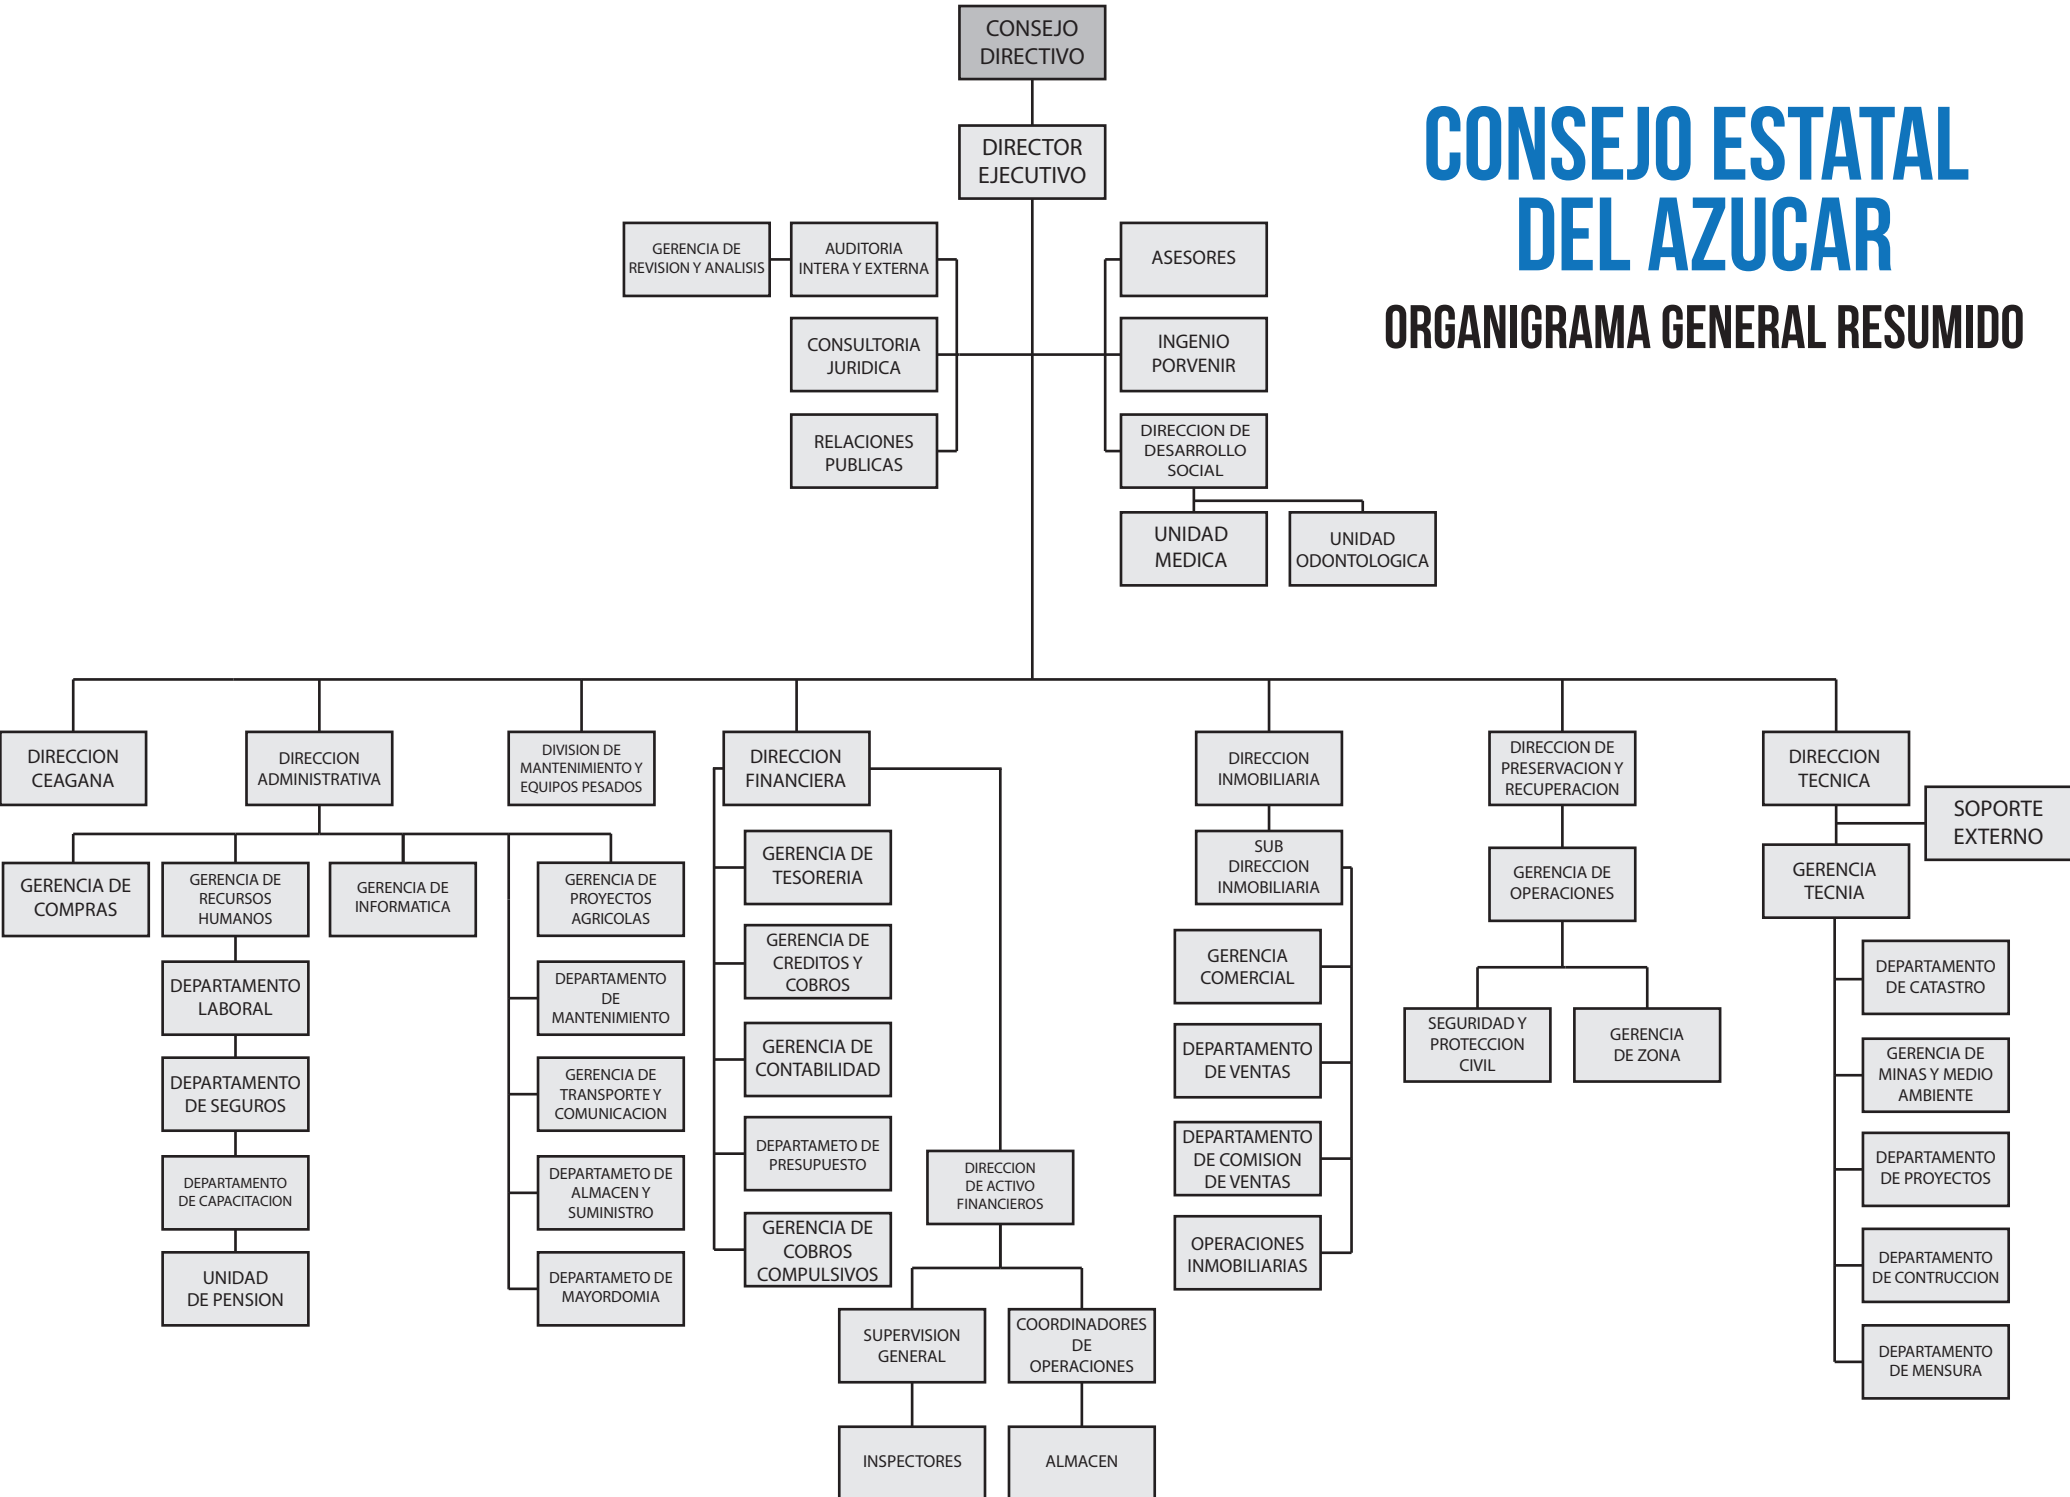 CONSEJO
DIRECTIVO
DIRECTOR
EJECUTIVO
CONSEJO ESTATAL
DEL AZUCAR
ORGANIGRAMA GENERAL RESUMIDO
GERENCIA DE
REVISION Y ANALISIS
AUDITORIA
INTERA Y EXTERNA
ASESORES
CONSULTORIA
JURIDICA
INGENIO
PORVENIR
RELACIONES
PUBLICAS
DIRECCION DE
DESARROLLO
SOCIAL
UNIDAD
MEDICA
UNIDAD
ODONTOLOGICA
DIRECCION
CEAGANA
DIRECCION
ADMINISTRATIVA
DIVISION DE
MANTENIMIENTO Y
EQUIPOS PESADOS
DIRECCION
FINANCIERA
DIRECCION
INMOBILIARIA
DIRECCION DE
PRESERVACION Y
RECUPERACION
DIRECCION
TECNICA
SOPORTE
EXTERNO
GERENCIA DE
COMPRAS
GERENCIA DE
RECURSOS
HUMANOS
GERENCIA DE
INFORMATICA
GERENCIA DE
PROYECTOS
AGRICOLAS
DEPARTAMENTO
LABORAL
DEPARTAMENTO
DE SEGUROS
DEPARTAMENTO
DE CAPACITACION
UNIDAD
DE PENSION
DEPARTAMENTO
DE
MANTENIMIENTO
GERENCIA DE
TRANSPORTE Y
COMUNICACION
DEPARTAMETO DE
ALMACEN Y
SUMINISTRO
DEPARTAMETO DE
MAYORDOMIA
GERENCIA DE
TESORERIA
GERENCIA DE
CREDITOS Y
COBROS
GERENCIA DE
CONTABILIDAD
DEPARTAMETO DE
PRESUPUESTO
GERENCIA DE
COBROS
COMPULSIVOS
DIRECCION
DE ACTIVO
FINANCIEROS
SUPERVISION
GENERAL
COORDINADORES
DE
OPERACIONES
INSPECTORES
ALMACEN
SUB
DIRECCION
INMOBILIARIA
GERENCIA
COMERCIAL
DEPARTAMENTO
DE VENTAS
DEPARTAMENTO
DE COMISION
DE VENTAS
OPERACIONES
INMOBILIARIAS
GERENCIA DE
OPERACIONES
SEGURIDAD Y
PROTECCION
CIVIL
GERENCIA
DE ZONA
GERENCIA
TECNIA
DEPARTAMENTO
DE CATASTRO
GERENCIA DE
MINAS Y MEDIO
AMBIENTE
DEPARTAMENTO
DE PROYECTOS
DEPARTAMENTO
DE CONTRUCCION
DEPARTAMENTO
DE MENSURA